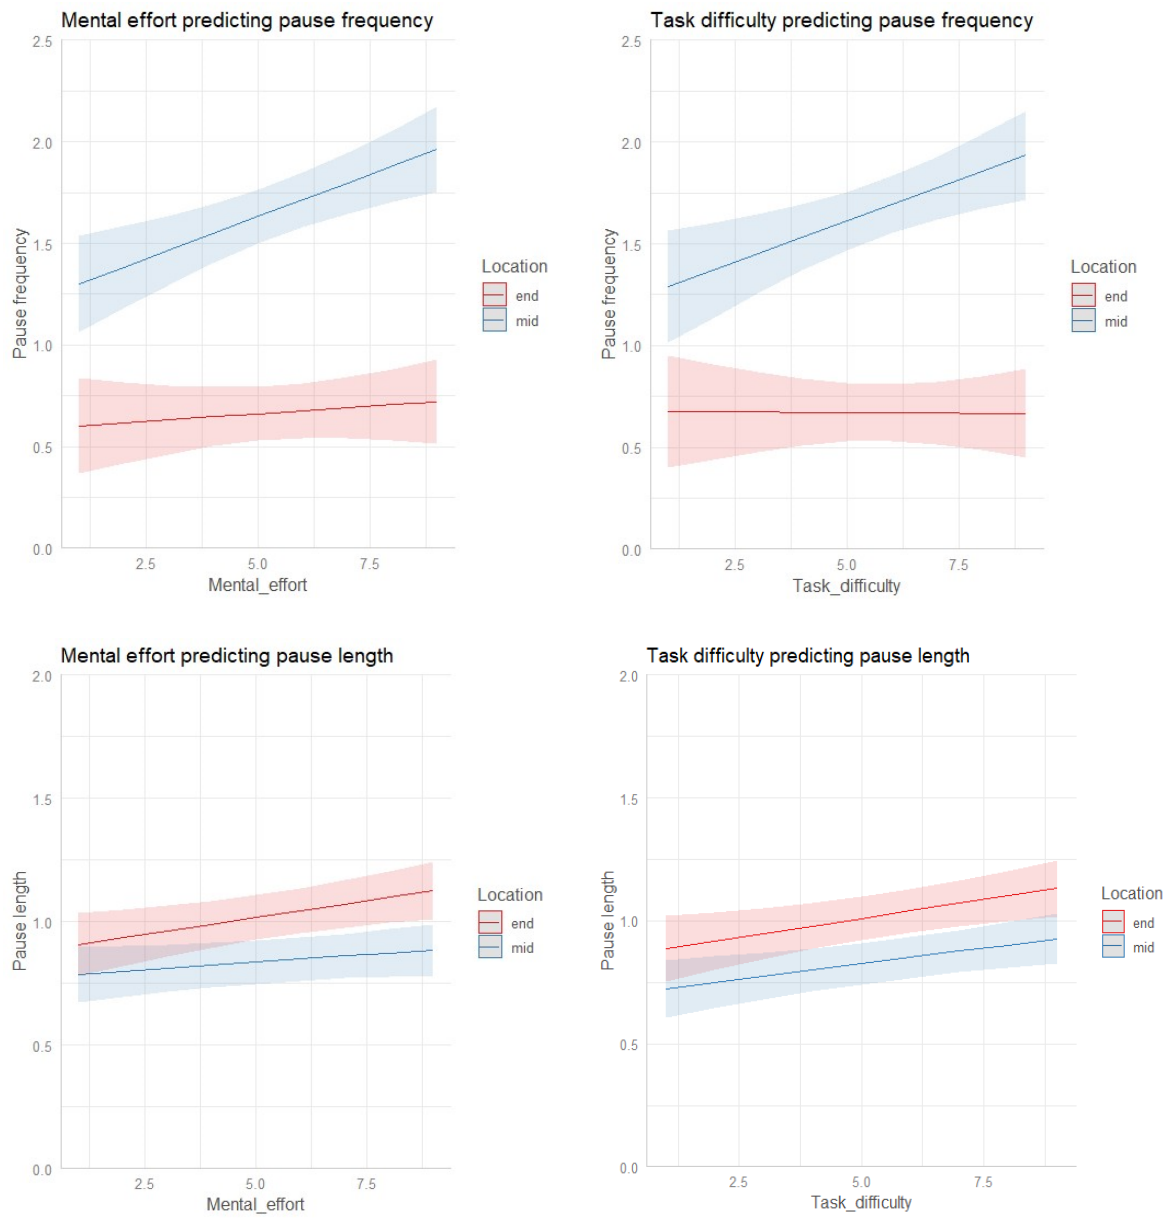 Mental effort predicting pause frequency
2.5
2.0
1.5
1.0
0.5
0.0
Pause frequency
2.5 5.0 7.5
Mental_effort
Location
end
mid
Task difficulty predicting pause frequency
2.5
2.0
1.5
1.0
0.5
0.0
Pause frequency
2.5 5.0 7.5
Task_difficulty
Location
end
mid
Mental effort predicting pause length
2.0
1.5
1.0
0.5
0.0
Pause length
2.5 5.0 7.5
Mental_effort
Location
end
mid
Task difficulty predicting pause length
2.0
1.5
1.0
0.5
0.0
Pause length
2.5 5.0 7.5
Task_difficulty
Location
end
mid